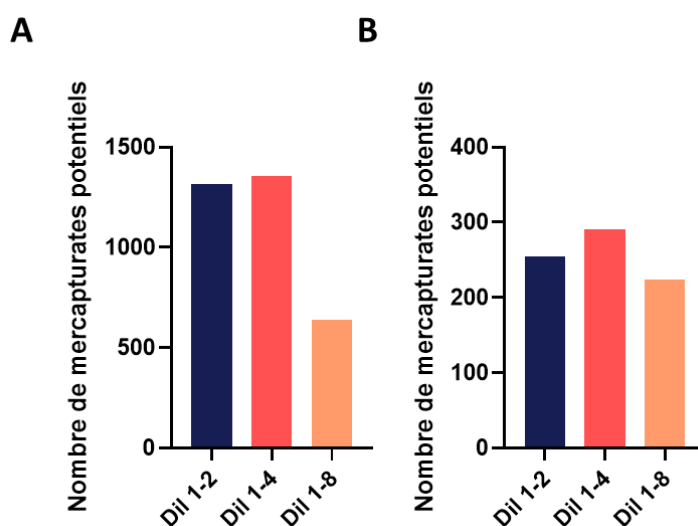 A
Nombre de mercapturates potentiels
1500
1000
500
0
Dil 1-2
Dil 1-4
Dil 1-8
B
Nombre de mercapturates potentiels
400
300
200
100
0
Dil 1-2
Dil 1-4
Dil 1-8